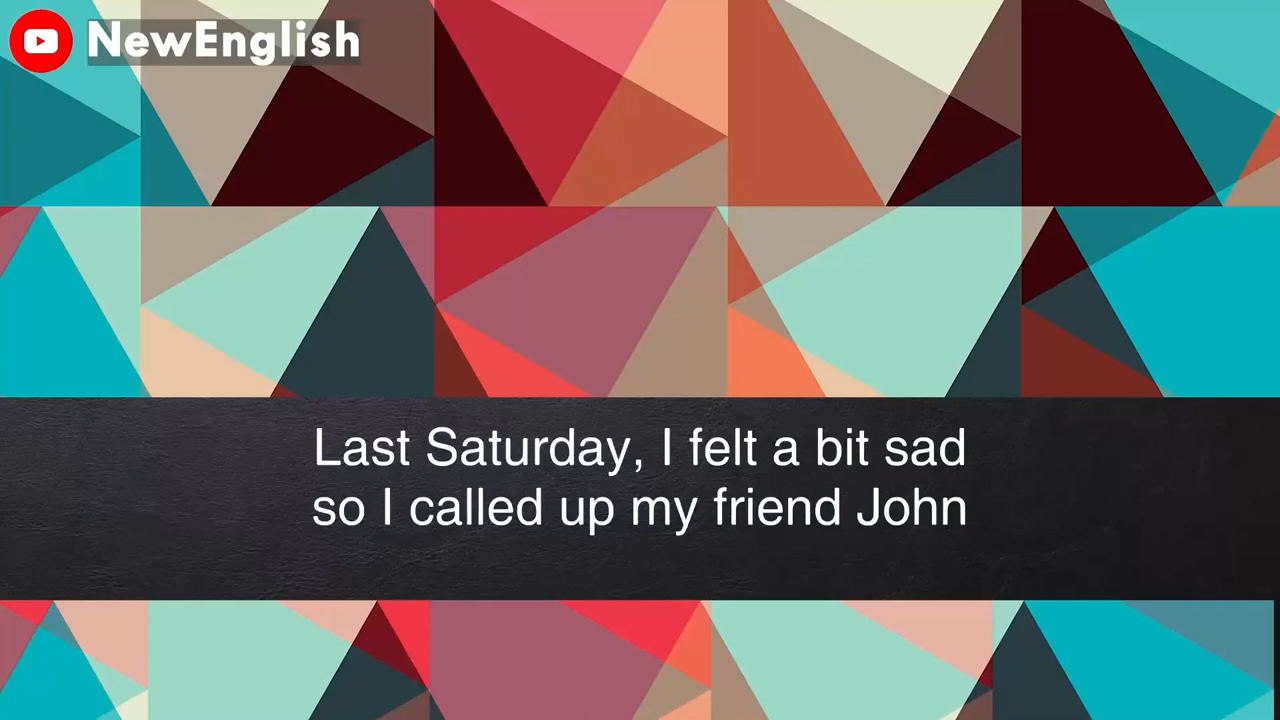 NewEnglish
Last Saturday, I felt a bit sad
so I called up my friend John